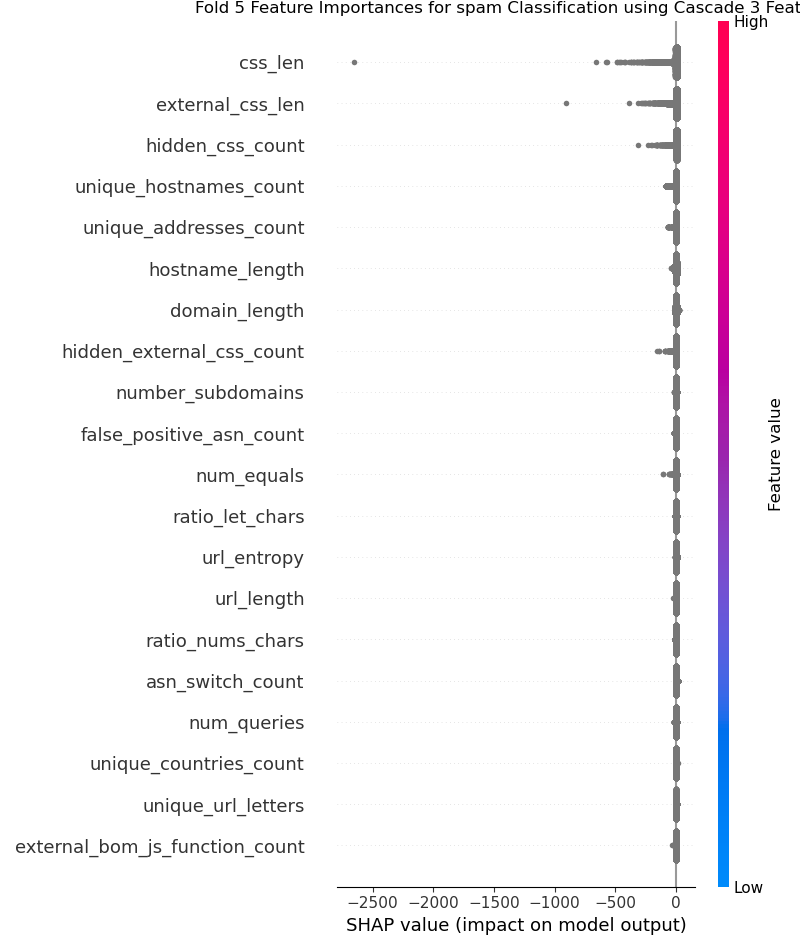 Fold 5 Feature Importances for spam Classification using Cascade 3 Feat
High
css_len
external_css_len
hidden_css_count
unique_hostnames_count
unique_addresses_count
hostname_length
domain_length
hidden_external_css_count
number_subdomains
false_positive_asn_count
num_equals
ratio_let_chars
url_entropy
url_length
ratio_nums_chars
asn_switch_count
num_queries
unique_countries_count
unique_url_letters
external_bom_js_function_count
Feature value
Low
−2500 −2000 −1500 −1000 −500 0
SHAP value (impact on model output)